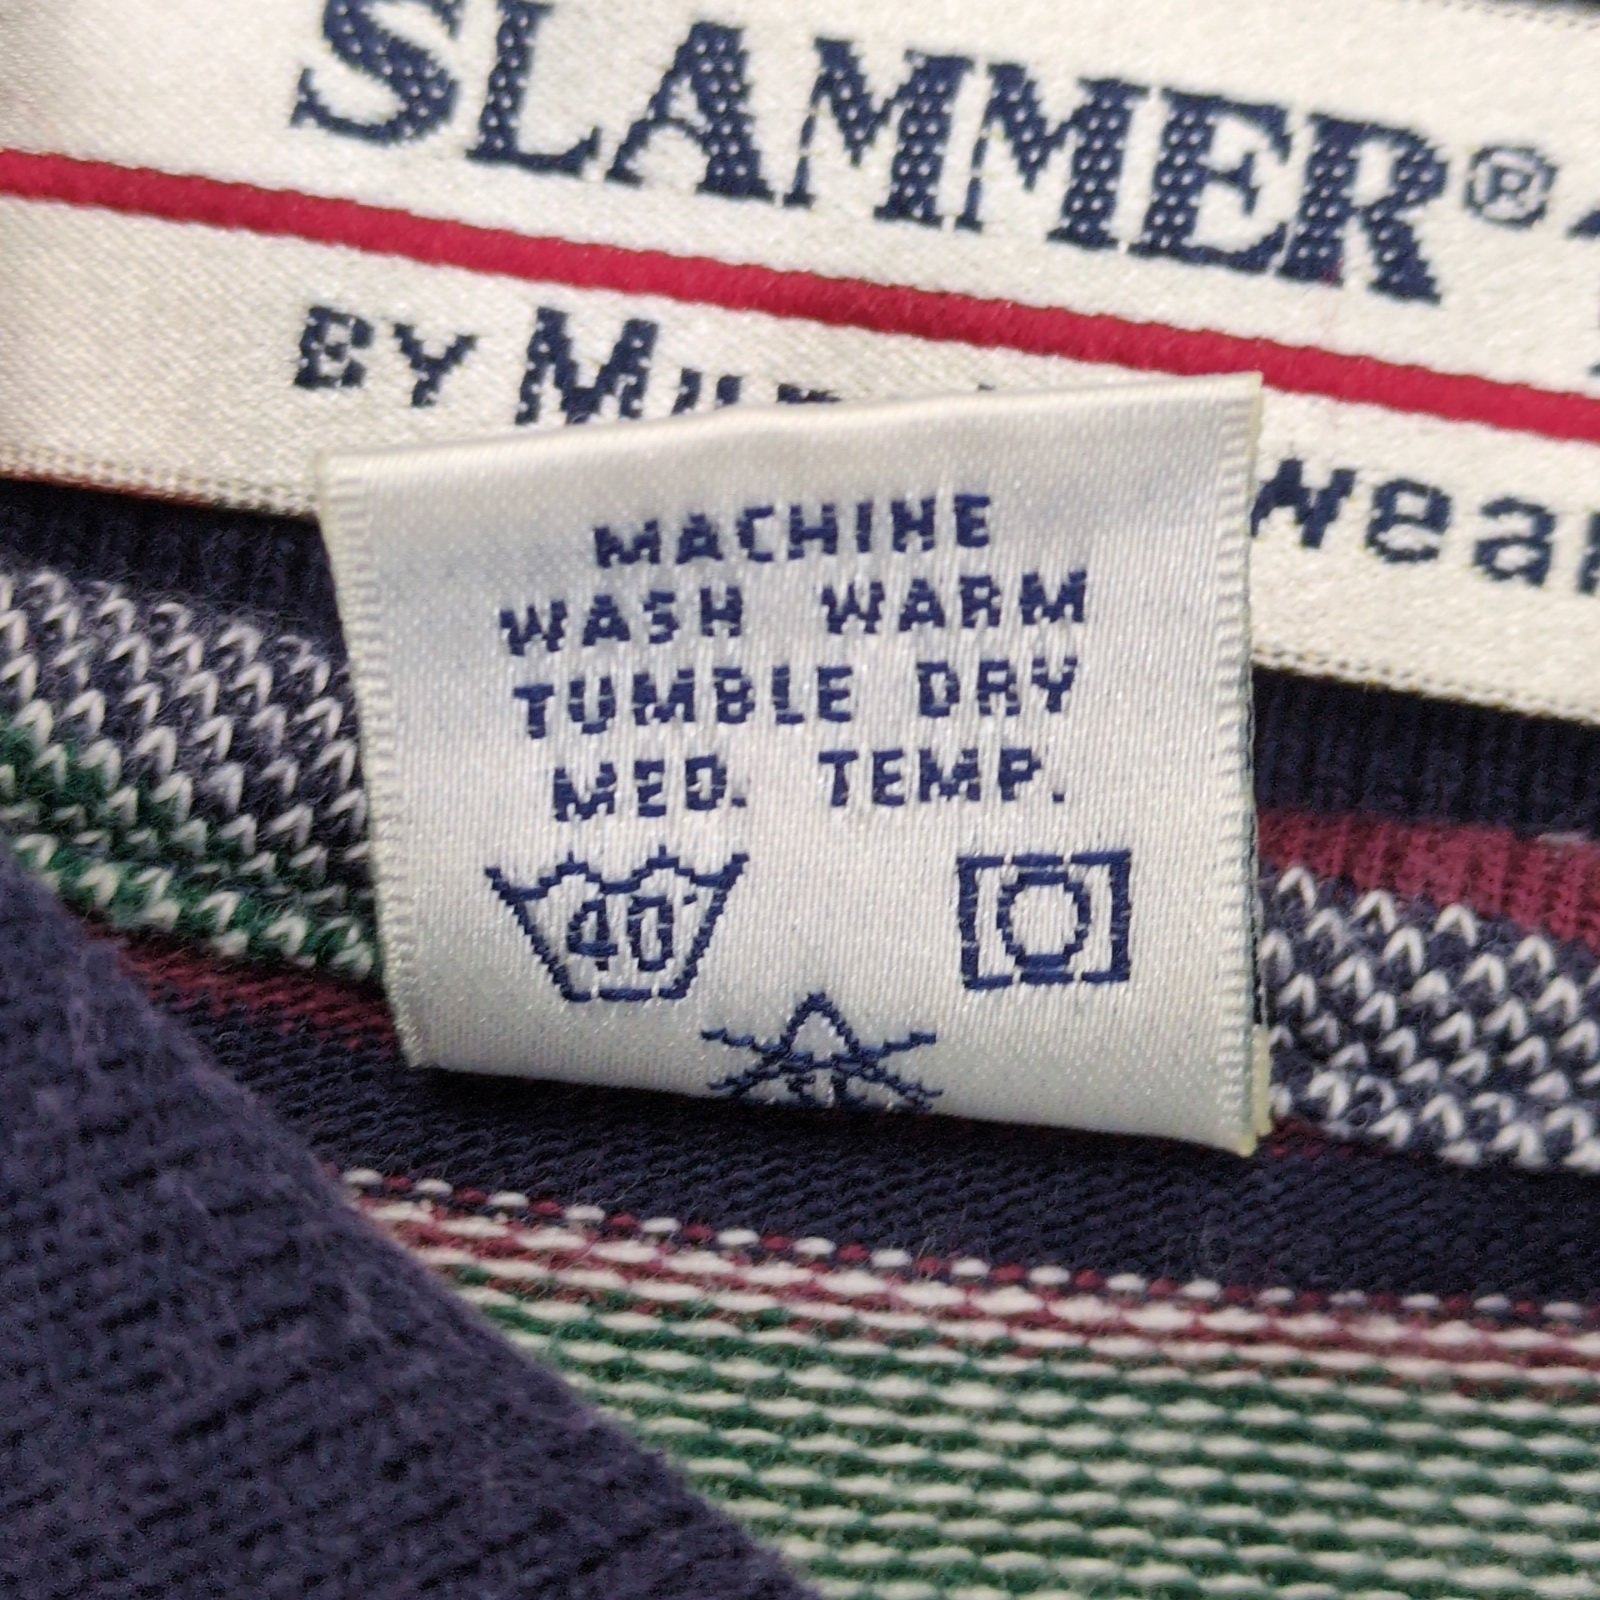 SLAMMER®
BY
wear
MACHINE
WASH WARM
TUMBLE DRY
MED. TEMP.
40